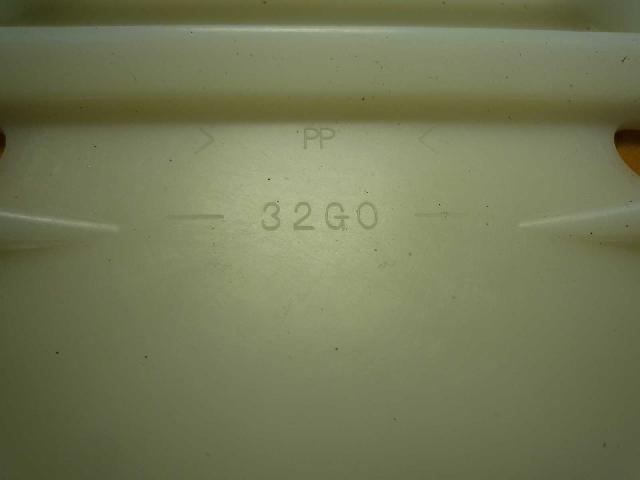 > PP <
— 32G0 —